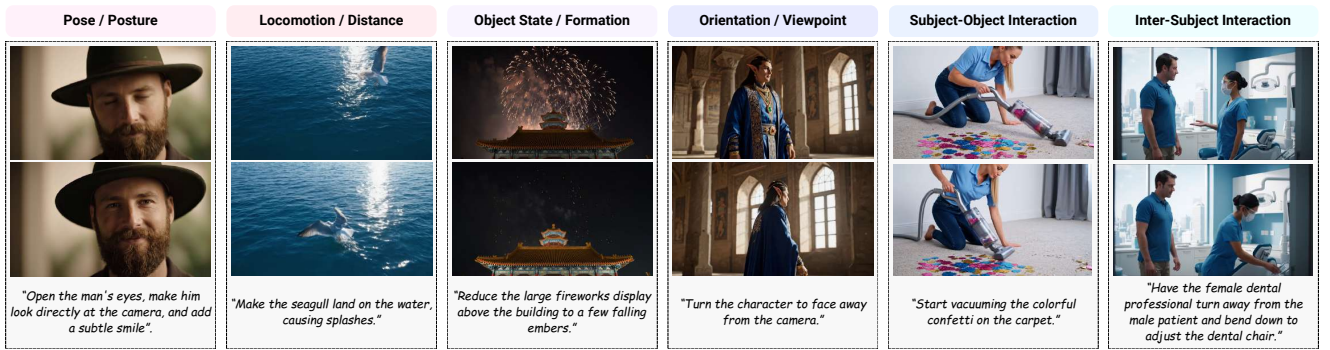 Pose / Posture
Locomotion / Distance
Object State / Formation
Orientation / Viewpoint
Subject-Object Interaction
Inter-Subject Interaction
“Open the man's eyes, make him
look directly at the camera, and add
a subtle smile”.
“Make the seagull land on the water,
causing splashes.”
“Reduce the large fireworks display
above the building to a few falling
embers.”
“Turn the character to face away
from the camera.”
“Start vacuuming the colorful
confetti on the carpet.”
“Have the female dental
professional turn away from the
male patient and bend down to
adjust the dental chair.”